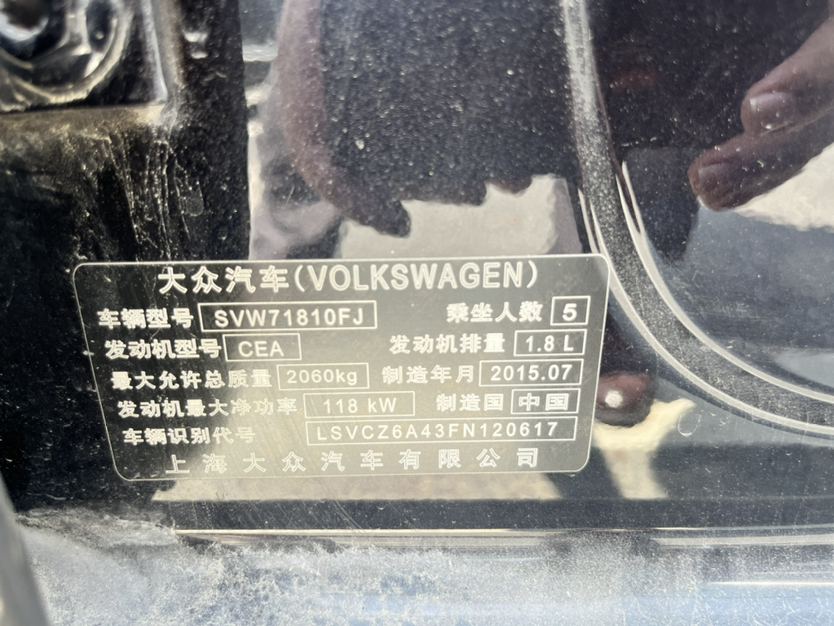 大众汽车(VOLKSWAGEN)
车辆型号 SVW71810FJ 乘坐人数 5
发动机型号 CEA 发动机排量 1.8 L
最大允许总质量 2060kg 制造年月 2015.07
发动机最大净功率 118 kW 制造国 中国
车辆识别代号 LSVCZ6A43FN120617
上海大众汽车有限公司